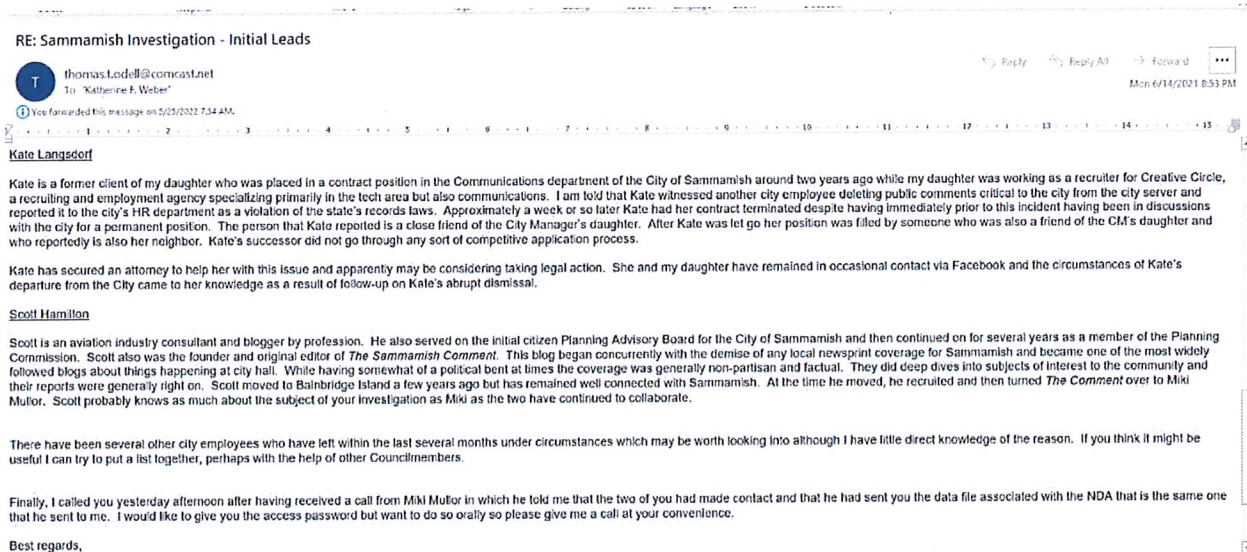 RE: Sammamish Investigation - Initial Leads
T
thomas.t.odell@comcast.net
To "Katherine F. Weber"
Reply Reply All Forward ...
Mon 6/14/2021 8:53 PM
You forwarded this message on 5/25/2022 7:54 AM.
1 2 3 4 5 6 7 8 9 10 11 12 13 14 15
Kate Langsdorf
Kate is a former client of my daughter who was placed in a contract position in the Communications department of the City of Sammamish around two years ago while my daughter was working as a recruiter for Creative Circle,
a recruiting and employment agency specializing primarily in the tech area but also communications. I am told that Kate witnessed another city employee deleting public comments critical to the city from the city server and
reported it to the city's HR department as a violation of the state's records laws. Approximately a week or so later Kate had her contract terminated despite having immediately prior to this incident having been in discussions
with the city for a permanent position. The person that Kate reported is a close friend of the City Manager's daughter. After Kate was let go her position was filled by someone who was also a friend of the CM's daughter and
who reportedly is also her neighbor. Kate's successor did not go through any sort of competitive application process.
Kate has secured an attorney to help her with this issue and apparently may be considering taking legal action. She and my daughter have remained in occasional contact via Facebook and the circumstances of Kate's
departure from the City came to her knowledge as a result of follow-up on Kate's abrupt dismissal.
Scott Hamilton
Scott is an aviation industry consultant and blogger by profession. He also served on the initial citizen Planning Advisory Board for the City of Sammamish and then continued on for several years as a member of the Planning
Commission. Scott also was the founder and original editor of The Sammamish Comment. This blog began concurrently with the demise of any local newsprint coverage for Sammamish and became one of the most widely
followed blogs about things happening at city hall. While having somewhat of a political bent at times the coverage was generally non-partisan and factual. They did deep dives into subjects of interest to the community and
their reports were generally right on. Scott moved to Bainbridge Island a few years ago but has remained well connected with Sammamish. At the time he moved, he recruited and then turned The Comment over to Miki
Mullor. Scott probably knows as much about the subject of your investigation as Miki as the two have continued to collaborate.
There have been several other city employees who have left within the last several months under circumstances which may be worth looking into although I have little direct knowledge of the reason. If you think it might be
useful I can try to put a list together, perhaps with the help of other Councilmembers.
Finally, I called you yesterday afternoon after having received a call from Miki Mullor in which he told me that the two of you had made contact and that he had sent you the data file associated with the NDA that is the same one
that he sent to me. I would like to give you the access password but want to do so orally so please give me a call at your convenience.
Best regards,